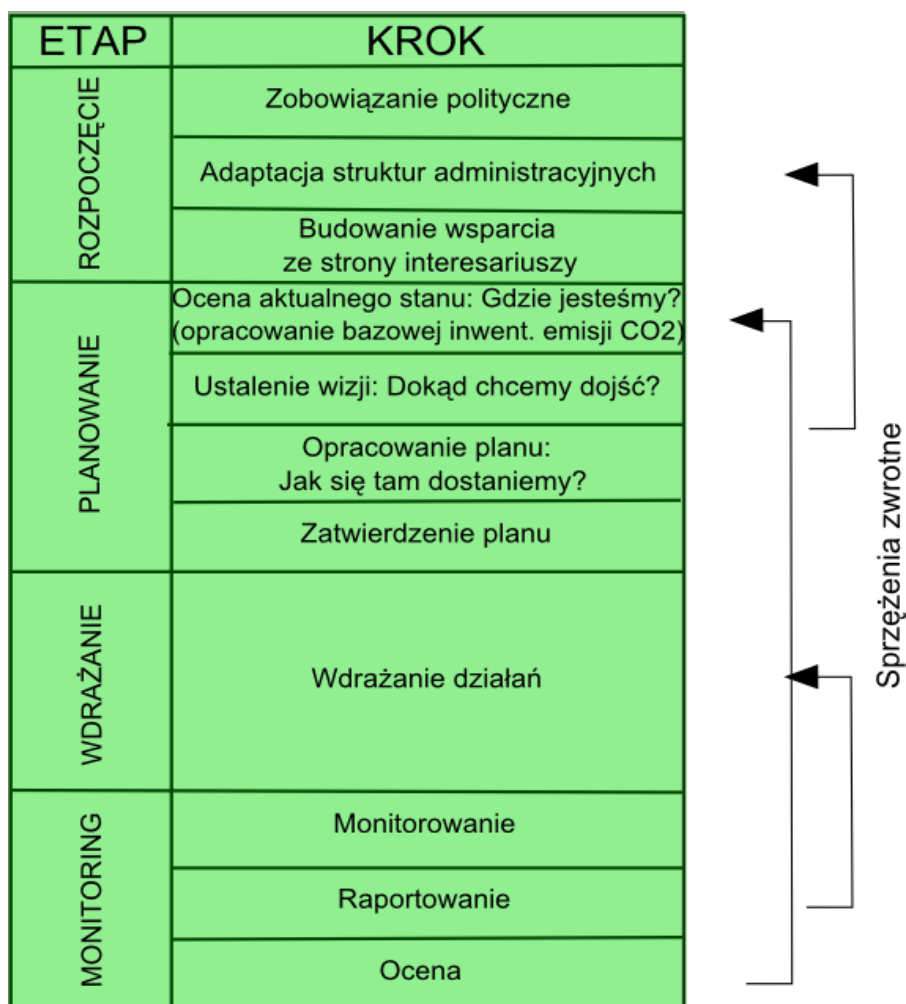 ETAP
KROK
ROZPOCZĘCIE
Zobowiązanie polityczne
Adaptacja struktur administracyjnych
Budowanie wsparcia
ze strony interesariuszy
PLANOWANIE
Ocena aktualnego stanu: Gdzie jesteśmy?
(opracowanie bazowej inwent. emisji CO2)
Ustalenie wizji: Dokąd chcemy dojść?
Opracowanie planu:
Jak się tam dostaniemy?
Zatwierdzenie planu
WDRAŻANIE
Wdrażanie działań
MONITORING
Monitorowanie
Raportowanie
Ocena
Sprzężenia zwrotne